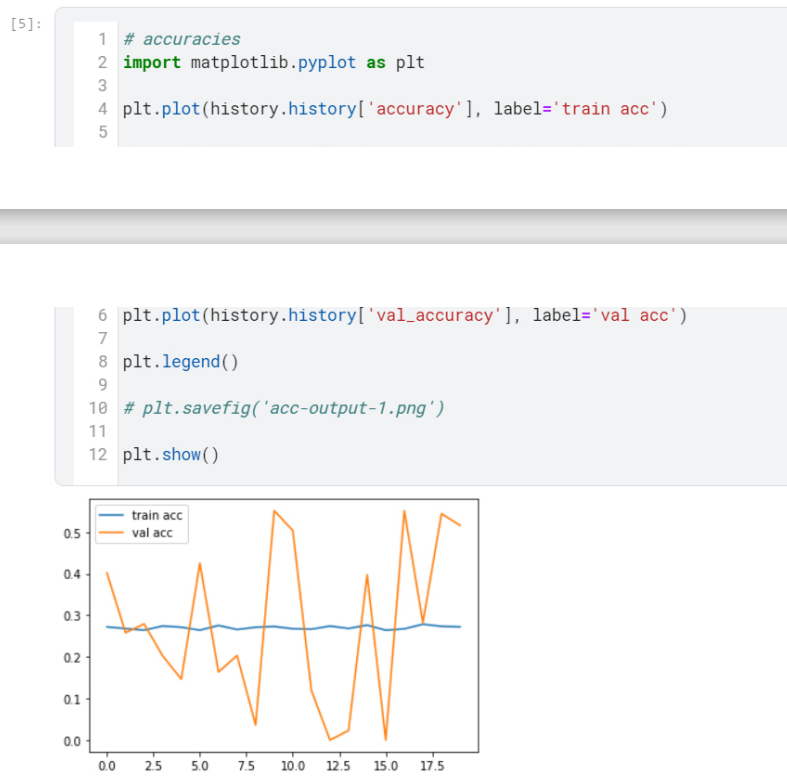 [5]:
1 # accuracies
2 import matplotlib.pyplot as plt
3
4 plt.plot(history.history['accuracy'], label='train acc')
5
6 plt.plot(history.history['val_accuracy'], label='val acc')
7
8 plt.legend()
9
10 # plt.savefig('acc-output-1.png')
11
12 plt.show()
train acc
val acc
0.5
0.4
0.3
0.2
0.1
0.0
0.0 2.5 5.0 7.5 10.0 12.5 15.0 17.5